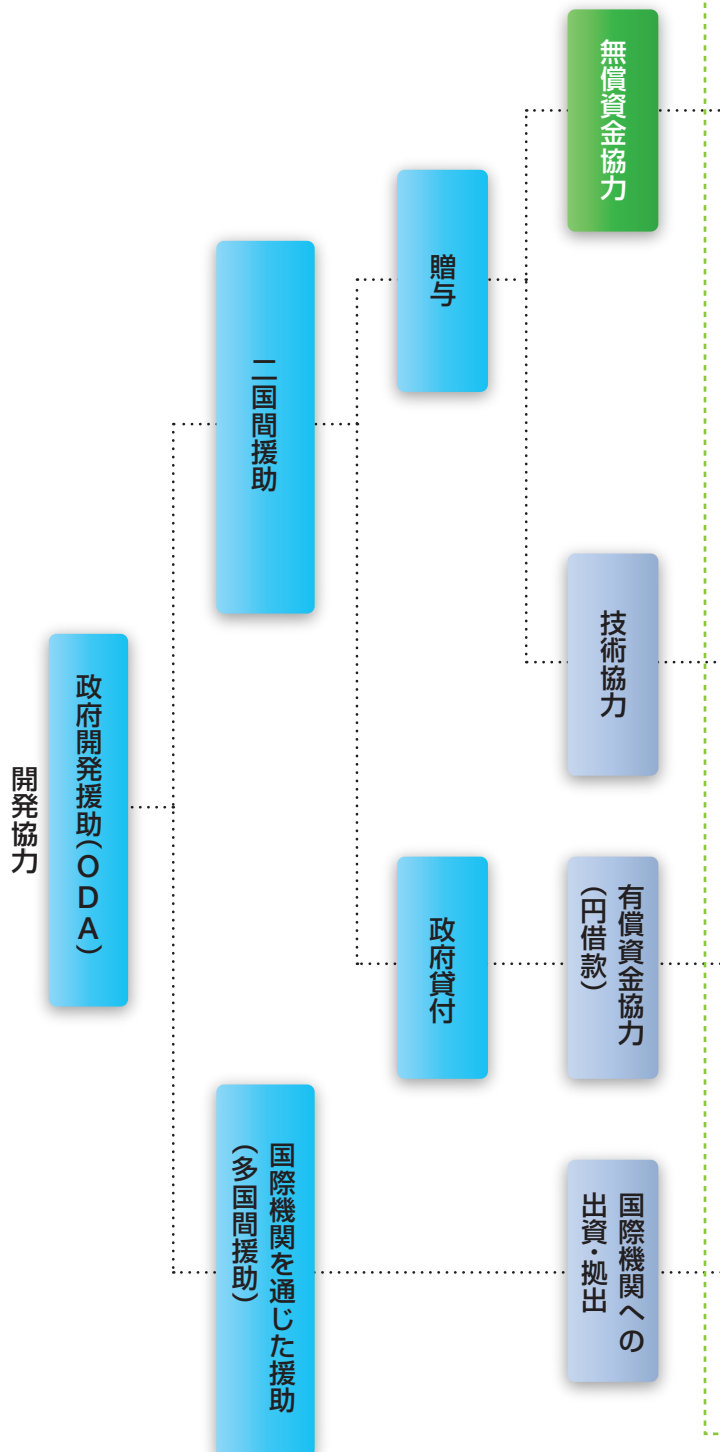 開発協力
政府開発援助(ODA)
二国間援助
贈与
無償資金協力
技術協力
政府貸付
有償資金協力
(円借款)
国際機関を通じた援助
(多国間援助)
国際機関への
出資・拠出